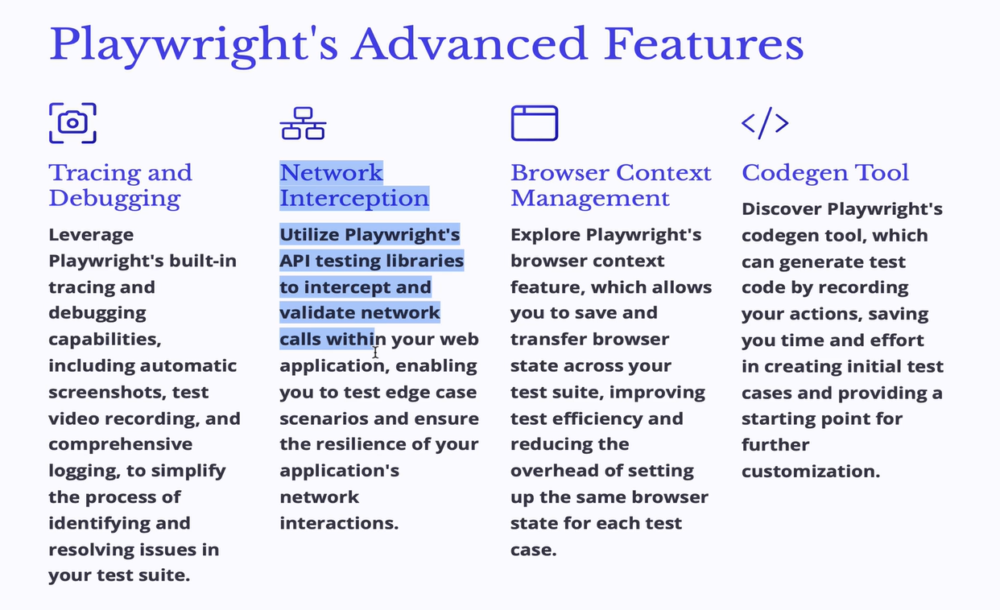 Playwright's Advanced Features
Tracing and
Debugging
Leverage
Playwright's built-in
tracing and
debugging
capabilities,
including automatic
screenshots, test
video recording, and
comprehensive
logging, to simplify
the process of
identifying and
resolving issues in
your test suite.
Network
Interception
Utilize Playwright's
API testing libraries
to intercept and
validate network
calls within your web
application, enabling
you to test edge case
scenarios and ensure
the resilience of your
application's
network
interactions.
Browser Context
Management
Explore Playwright's
browser context
feature, which allows
you to save and
transfer browser
state across your
test suite, improving
test efficiency and
reducing the
overhead of setting
up the same browser
state for each test
case.
Codegen Tool
Discover Playwright's
codegen tool, which
can generate test
code by recording
your actions, saving
you time and effort
in creating initial test
cases and providing a
starting point for
further
customization.